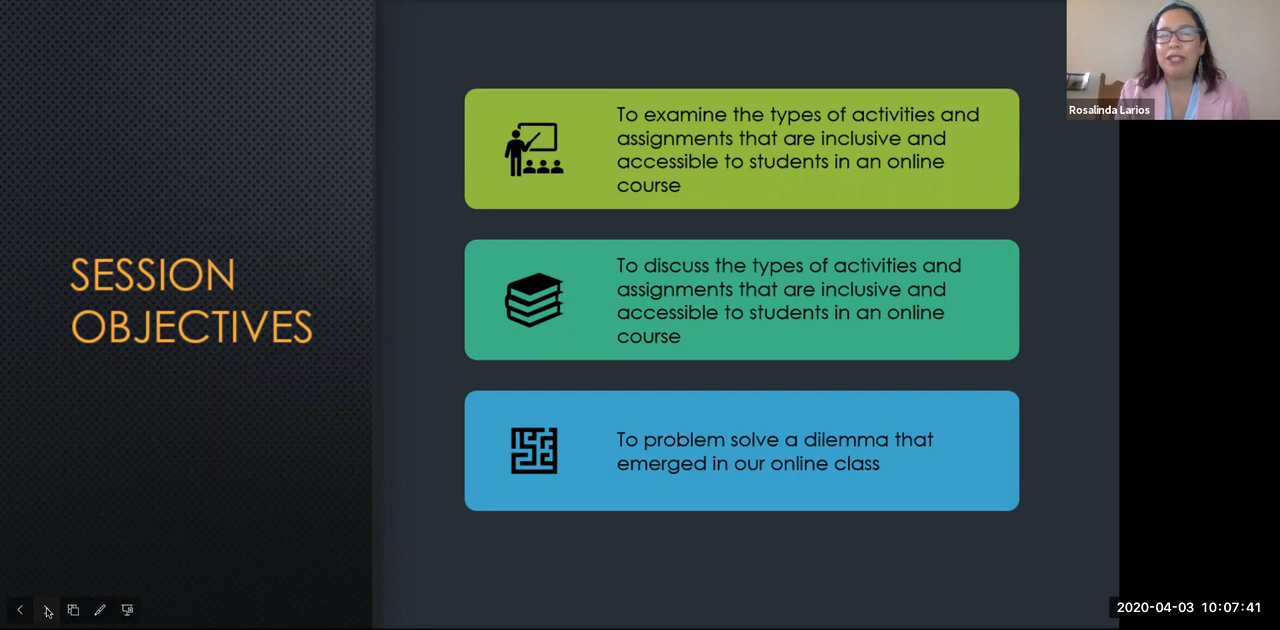 SESSION
OBJECTIVES
To examine the types of activities and
assignments that are inclusive and
accessible to students in an online
course
To discuss the types of activities and
assignments that are inclusive and
accessible to students in an online
course
To problem solve a dilemma that
emerged in our online class
Rosalinda Larios
2020-04-03 10:07:41